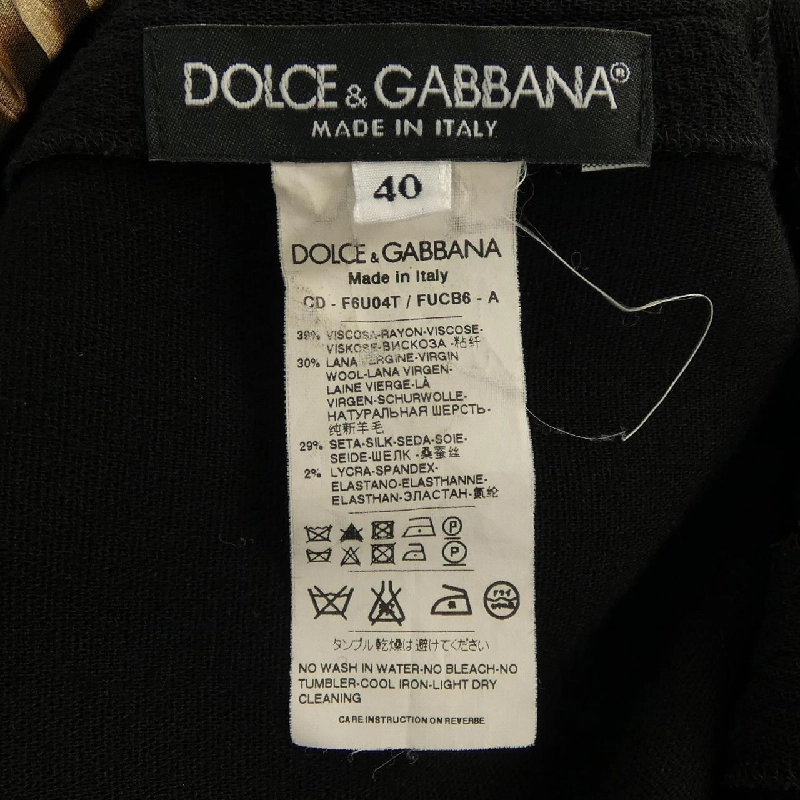 DOLCE & GABBANA®
MADE IN ITALY
40
DOLCE & GABBANA
Made in Italy
CD - F6U04T / FUCB6 - A
39% VISCOSA-RAYON-VISCOSE-
VISKOSE-ВИСКОЗА -粘纤
30% LANA VERGINE-VIRGIN
WOOL-LANA VIRGEN-
LAINE VIERGE-LÀ
VIRGEN-SCHURWOLLE-
НАТУРАЛЬНАЯ ШЕРСТЬ-
纯新羊毛
29% SETA-SILK-SEDA-SOIE-
SEIDE-ШЕЛК -桑蚕丝
2% LYCRA-SPANDEX-
ELASTANO-ELASTHANNE-
ELASTHAN-ЭЛАСТАН-氨纶
P
P
ドライ
タンブル乾燥は避けてください
NO WASH IN WATER-NO BLEACH-NO
TUMBLER-COOL IRON-LIGHT DRY
CLEANING
CARE INSTRUCTION ON REVERSE